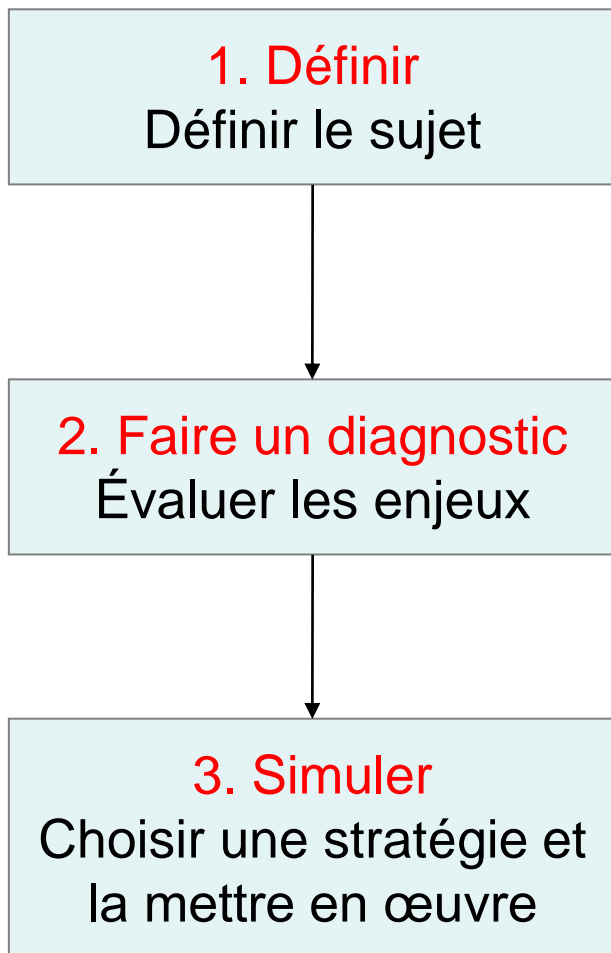 1. Définir
Définir le sujet
2. Faire un diagnostic
Évaluer les enjeux
3. Simuler
Choisir une stratégie et
la mettre en œuvre